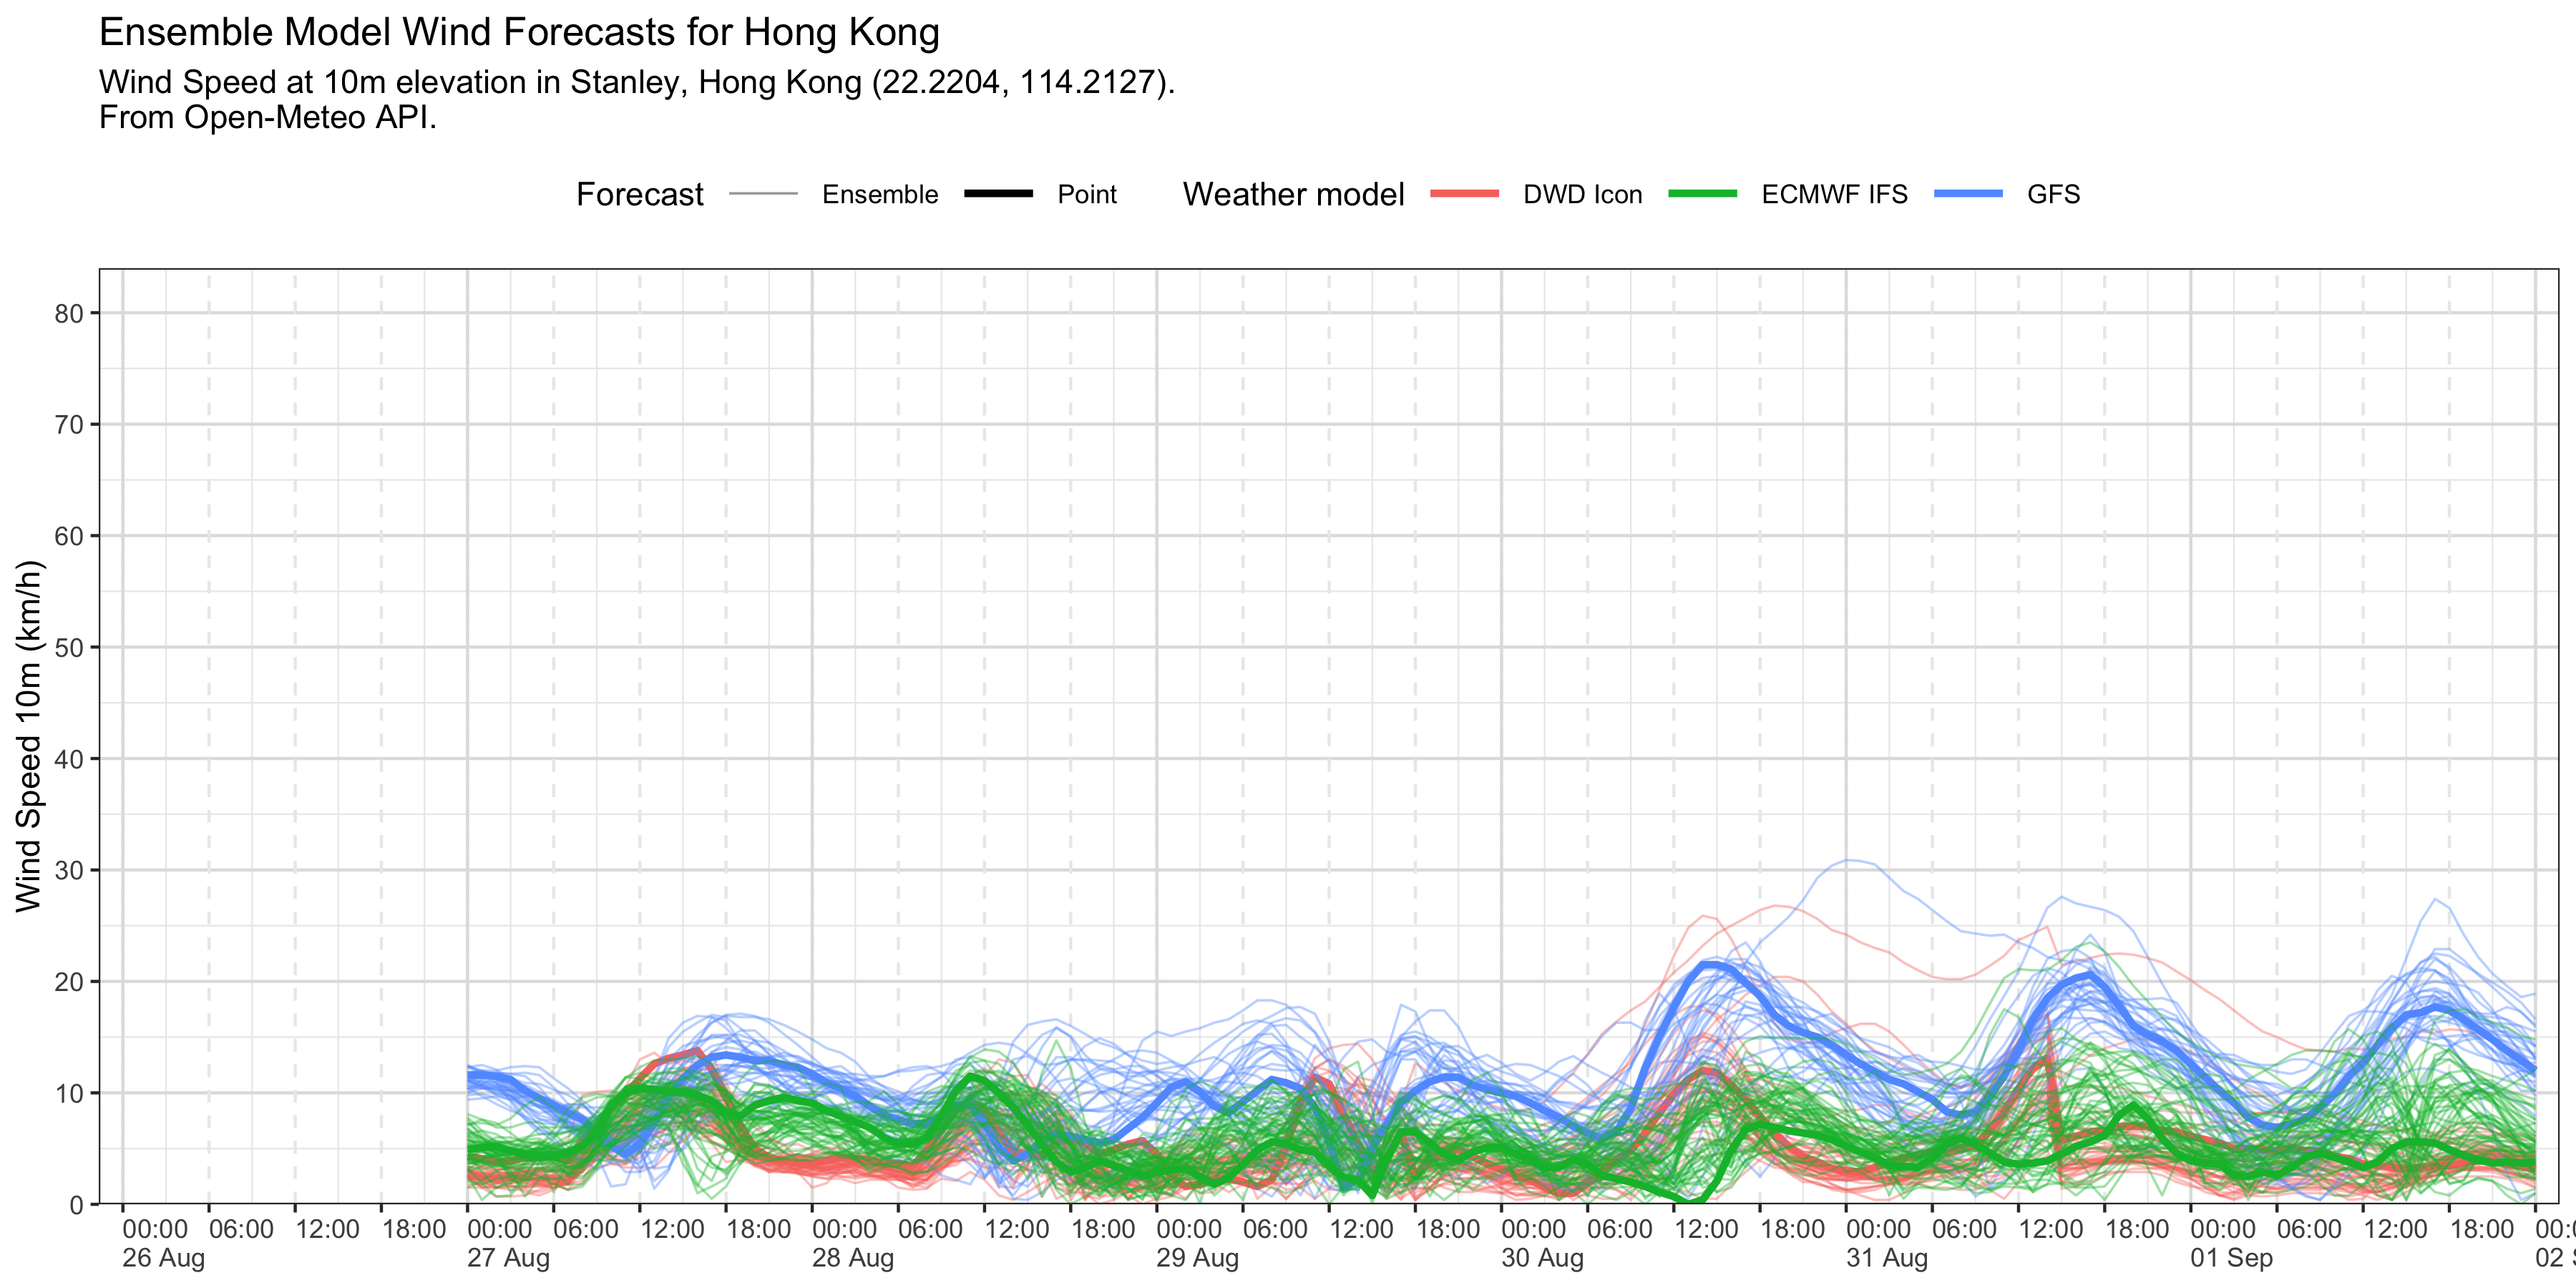 Ensemble Model Wind Forecasts for Hong Kong
Wind Speed at 10m elevation in Stanley, Hong Kong (22.2204, 114.2127).
From Open-Meteo API.
Forecast Ensemble Point Weather model DWD Icon ECMWF IFS GFS
Wind Speed 10m (km/h)
80
70
60
50
40
30
20
10
0
00:00 06:00 12:00 18:00 00:00 06:00 12:00 18:00 00:00 06:00 12:00 18:00 00:00 06:00 12:00 18:00 00:00 06:00 12:00 18:00 00:00 06:00 12:00 18:00 00:00 06:00 12:00 18:00
26 Aug 27 Aug 28 Aug 29 Aug 30 Aug 31 Aug 01 Sep 02